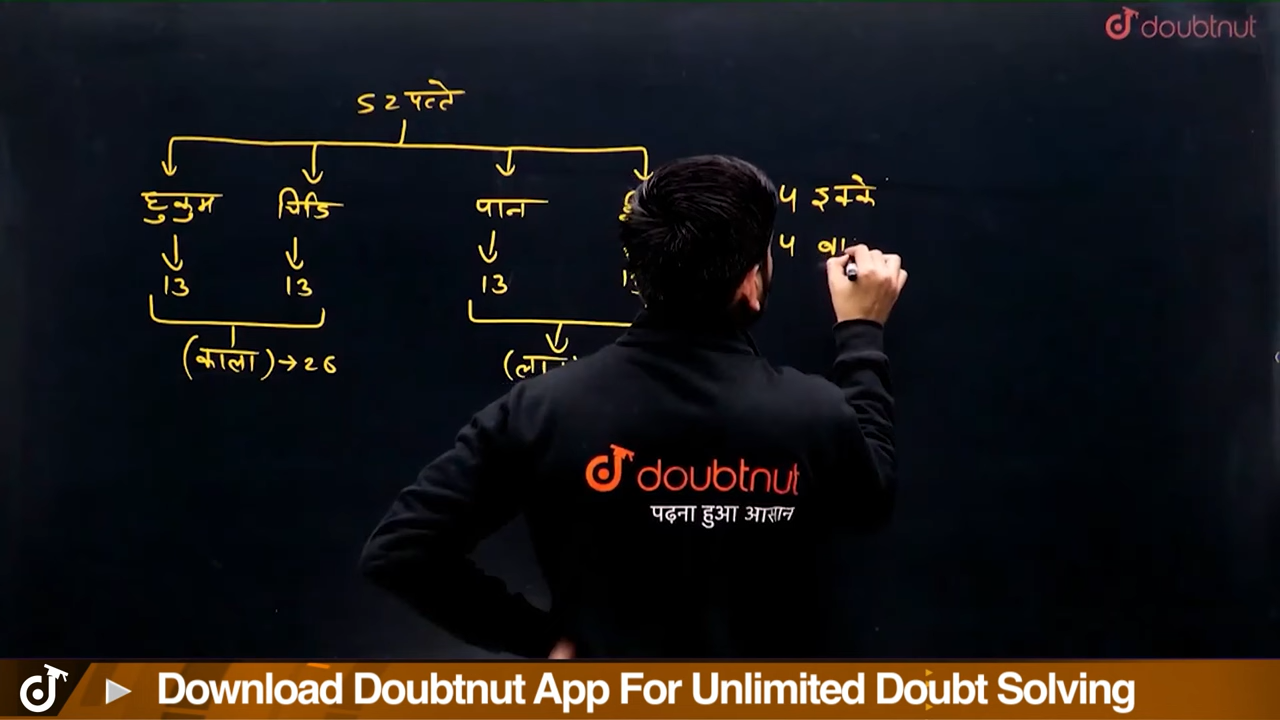 doubtnut
52 पत्ते
हुकुम चिडि पान
4 इक्के
4 बा
13 13 13
(काला) → 26
doubtnut
पढ़ना हुआ आसान
Download Doubtnut App For Unlimited Doubt Solving